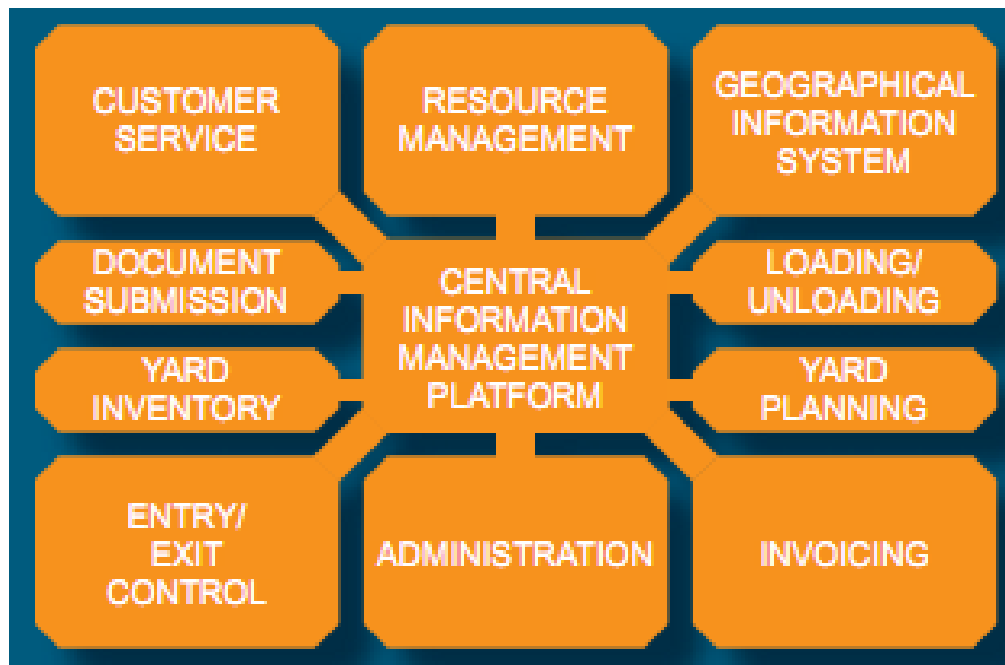 CUSTOMER
SERVICE
RESOURCE
MANAGEMENT
GEOGRAPHICAL
INFORMATION
SYSTEM
DOCUMENT
SUBMISSION
CENTRAL
INFORMATION
MANAGEMENT
PLATFORM
LOADING/
UNLOADING
YARD
INVENTORY
YARD
PLANNING
ENTRY/
EXIT
CONTROL
ADMINISTRATION
INVOICING